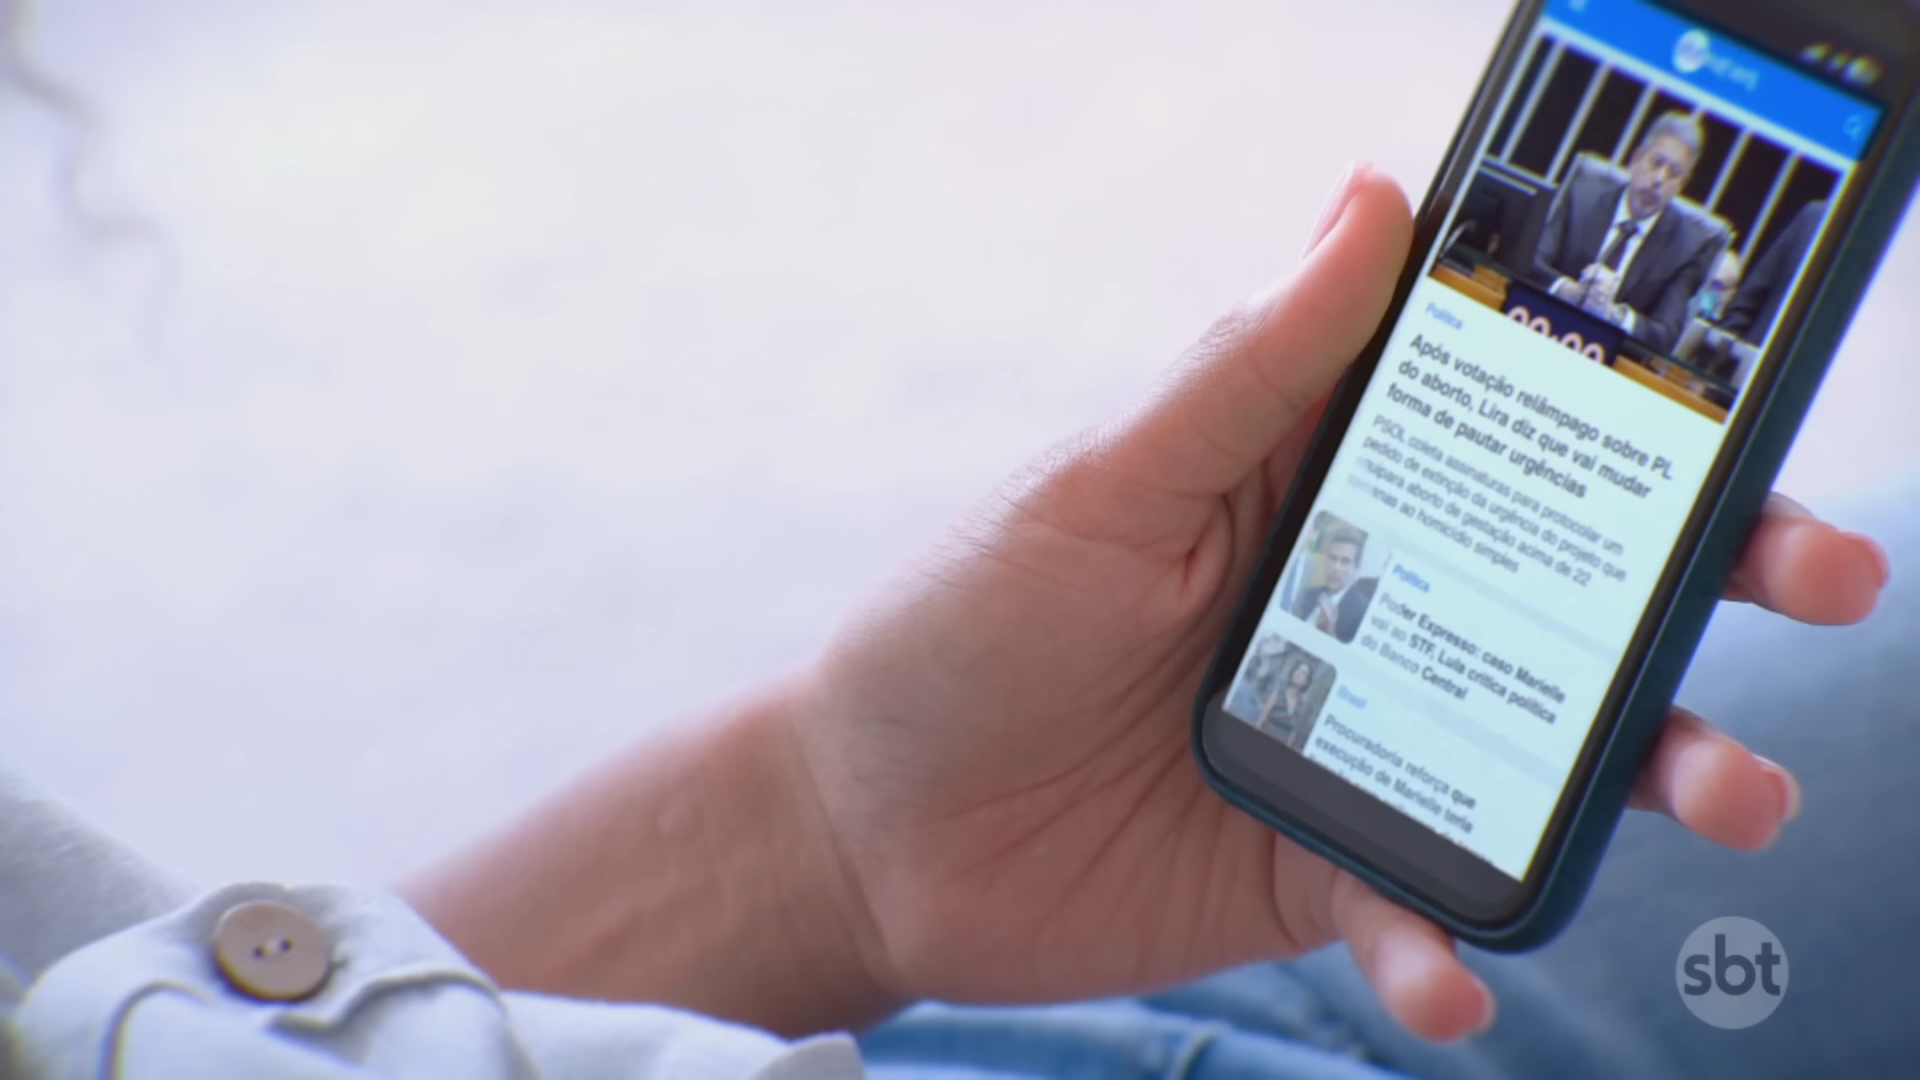 news
00:00
Política
Após votação relâmpago sobre PL
do aborto, Lira diz que vai mudar
forma de pautar urgências
PSOL coleta assinaturas para protocolar um
pedido de extinção da urgência do projeto que
equipara aborto de gestação acima de 22
semanas ao homicídio simples
Política
Poder Expresso: caso Marielle
vai ao STF, Lula critica política
do Banco Central
Brasil
Procuradoria reforça que
execução de Marielle teria
sbt